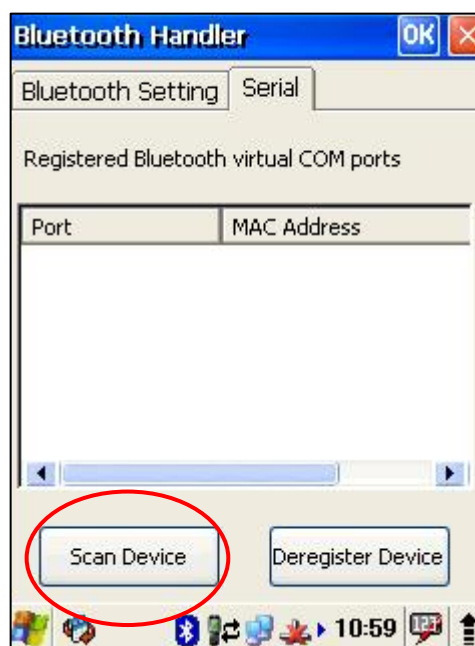 Bluetooth Handler OK
Bluetooth Setting Serial
Registered Bluetooth virtual COM ports
Port MAC Address
Scan Device Deregister Device
10:59 123